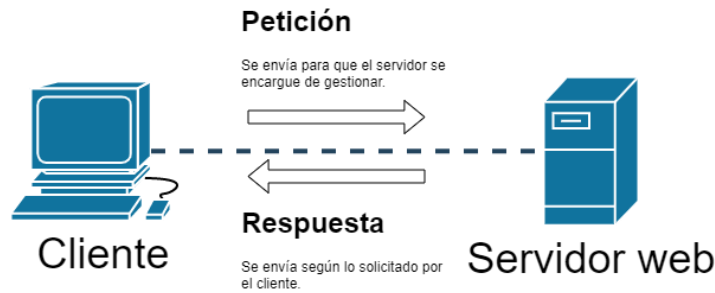 Petición
Se envía para que el servidor se
encargue de gestionar.
Respuesta
Se envía según lo solicitado por
el cliente.
Cliente
Servidor web